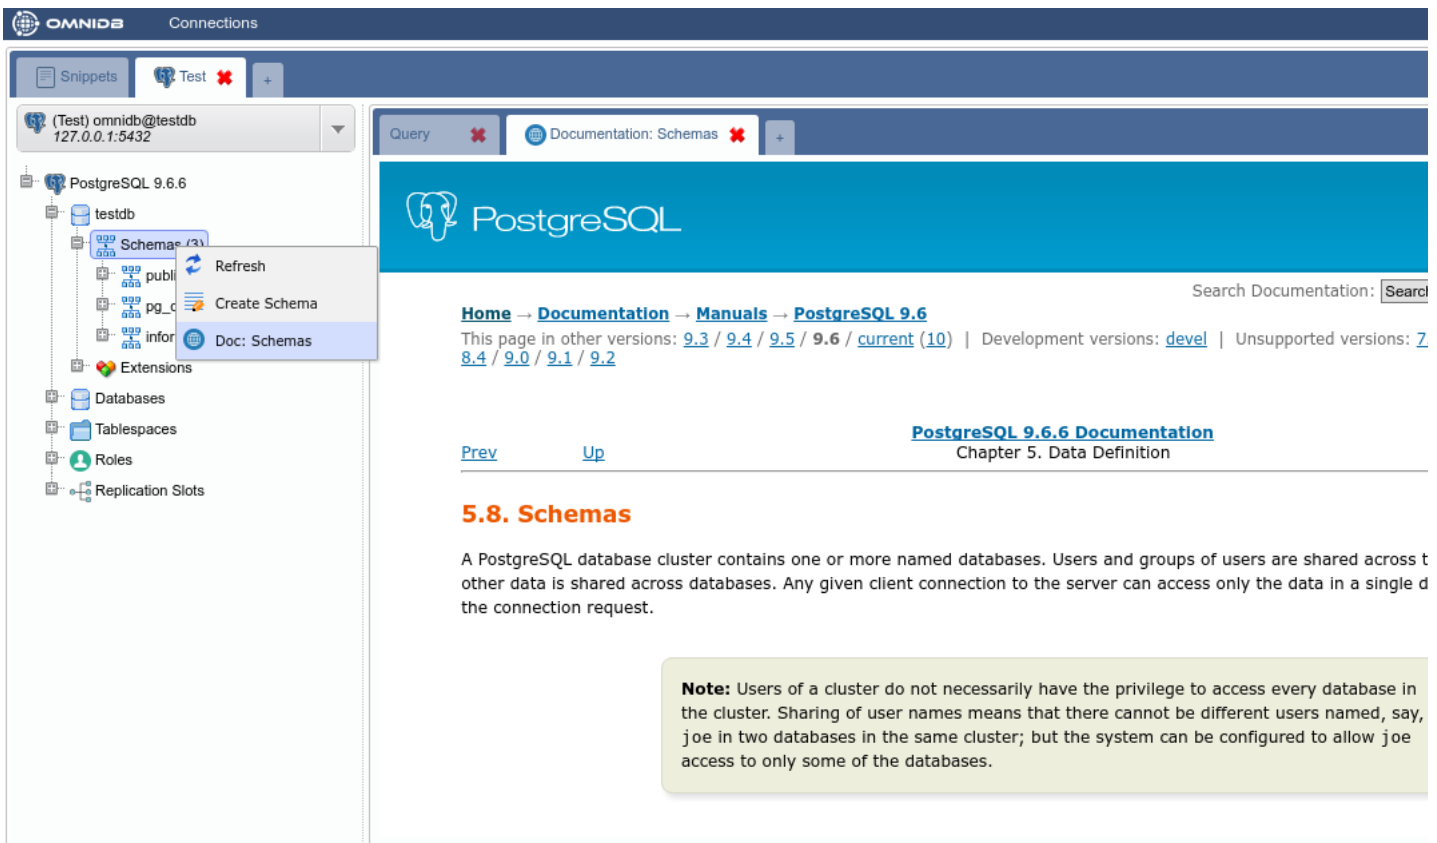 OMNIDB Connections
Snippets Test +
(Test) omnidb@testdb
127.0.0.1:5432
PostgreSQL 9.6.6
testdb
Schemas (3)
publi
pg_c
infor
Extensions
Databases
Tablespaces
Roles
Replication Slots
Refresh
Create Schema
Doc: Schemas
Query Documentation: Schemas +
PostgreSQL
Search Documentation: Search
Home → Documentation → Manuals → PostgreSQL 9.6
This page in other versions: 9.3 / 9.4 / 9.5 / 9.6 / current (10) | Development versions: devel | Unsupported versions: 7.
8.4 / 9.0 / 9.1 / 9.2
PostgreSQL 9.6.6 Documentation
Prev Up Chapter 5. Data Definition
5.8. Schemas
A PostgreSQL database cluster contains one or more named databases. Users and groups of users are shared across t
other data is shared across databases. Any given client connection to the server can access only the data in a single d
the connection request.
Note: Users of a cluster do not necessarily have the privilege to access every database in
the cluster. Sharing of user names means that there cannot be different users named, say,
joe in two databases in the same cluster; but the system can be configured to allow joe
access to only some of the databases.